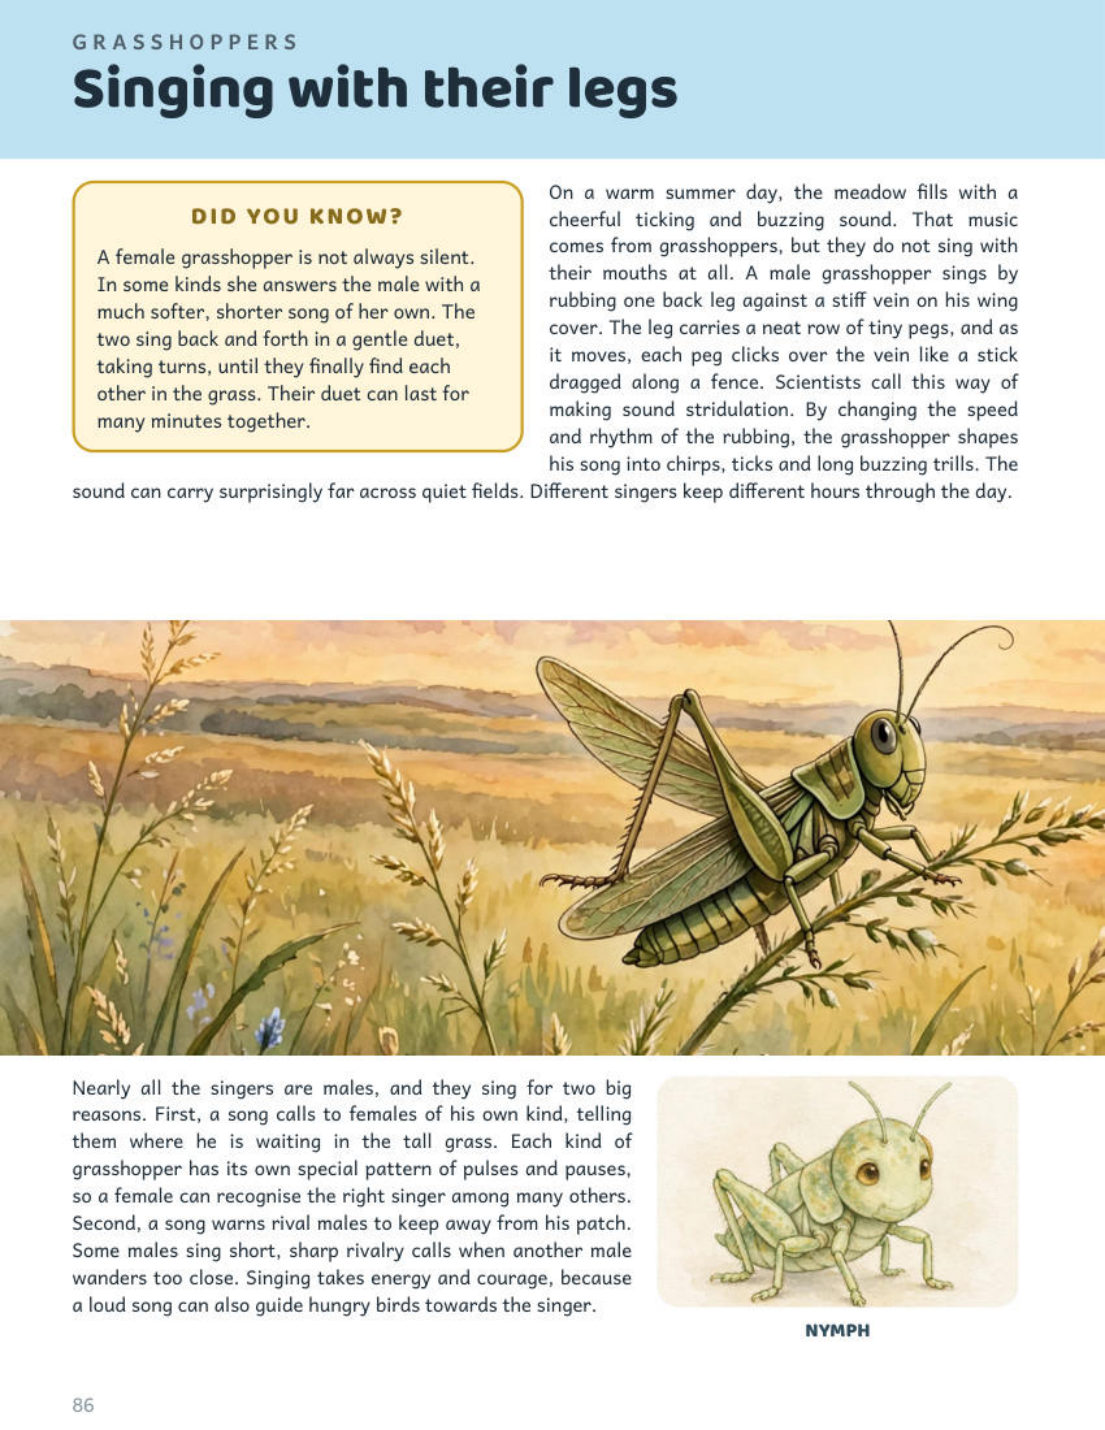 GRASSHOPPERS
Singing with their legs
DID YOU KNOW?
A female grasshopper is not always silent.
In some kinds she answers the male with a
much softer, shorter song of her own. The
two sing back and forth in a gentle duet,
taking turns, until they finally find each
other in the grass. Their duet can last for
many minutes together.
On a warm summer day, the meadow fills with a
cheerful ticking and buzzing sound. That music
comes from grasshoppers, but they do not sing with
their mouths at all. A male grasshopper sings by
rubbing one back leg against a stiff vein on his wing
cover. The leg carries a neat row of tiny pegs, and as
it moves, each peg clicks over the vein like a stick
dragged along a fence. Scientists call this way of
making sound stridulation. By changing the speed
and rhythm of the rubbing, the grasshopper shapes
his song into chirps, ticks and long buzzing trills. The
sound can carry surprisingly far across quiet fields. Different singers keep different hours through the day.
Nearly all the singers are males, and they sing for two big
reasons. First, a song calls to females of his own kind, telling
them where he is waiting in the tall grass. Each kind of
grasshopper has its own special pattern of pulses and pauses,
so a female can recognise the right singer among many others.
Second, a song warns rival males to keep away from his patch.
Some males sing short, sharp rivalry calls when another male
wanders too close. Singing takes energy and courage, because
a loud song can also guide hungry birds towards the singer.
NYMPH
86